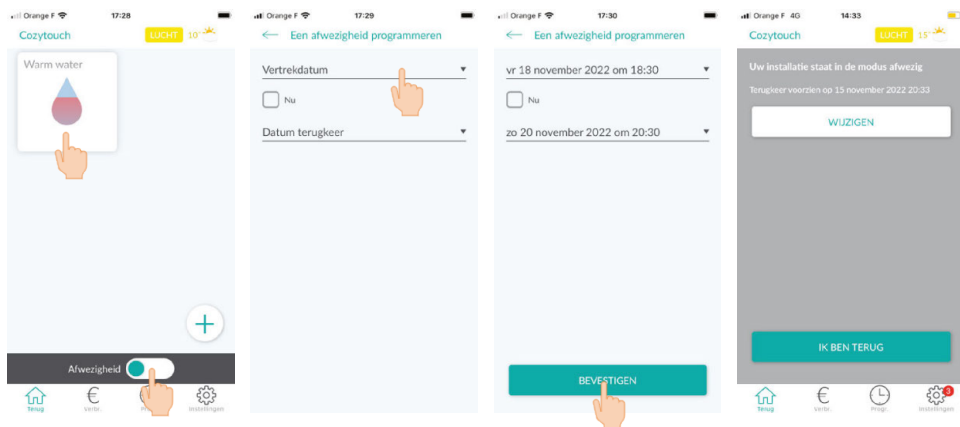 Orange F 17:28
Cozytouch LUCHT 10°
Warm water
Afwezigheid
Terug Verbr. Instellingen
Orange F 17:29
Een afwezigheid programmeren
Vertrekdatum
Nu
Datum terugkeer
Orange F 17:30
Een afwezigheid programmeren
vr 18 november 2022 om 18:30
Nu
zo 20 november 2022 om 20:30
BEVESTIGEN
Orange F 4G 14:33
Cozytouch LUCHT 15°
Uw installatie staat in de modus afwezig
Terugkeer voorzien op 15 november 2022 20:33
WIJZIGEN
IK BEN TERUG
3
Terug Verbr. Progr. Instellingen